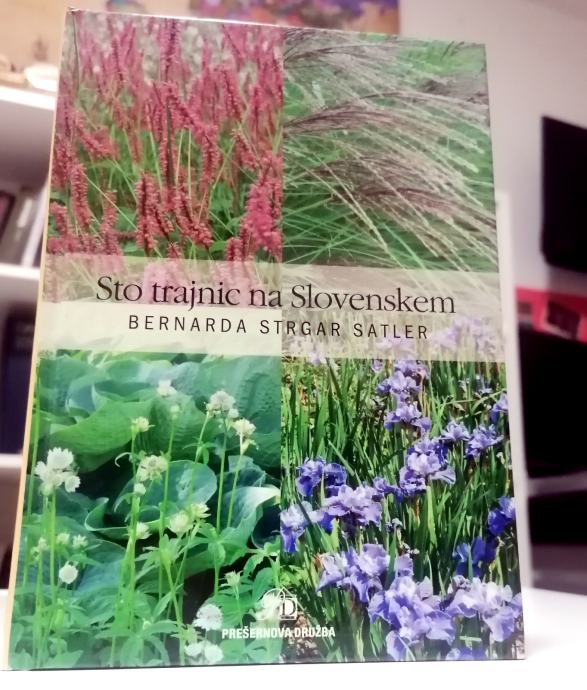 Sto trajnic na Slovenskem
BERNARDA STRGAR SATLER
PREŠERNOVA DRUŽBA